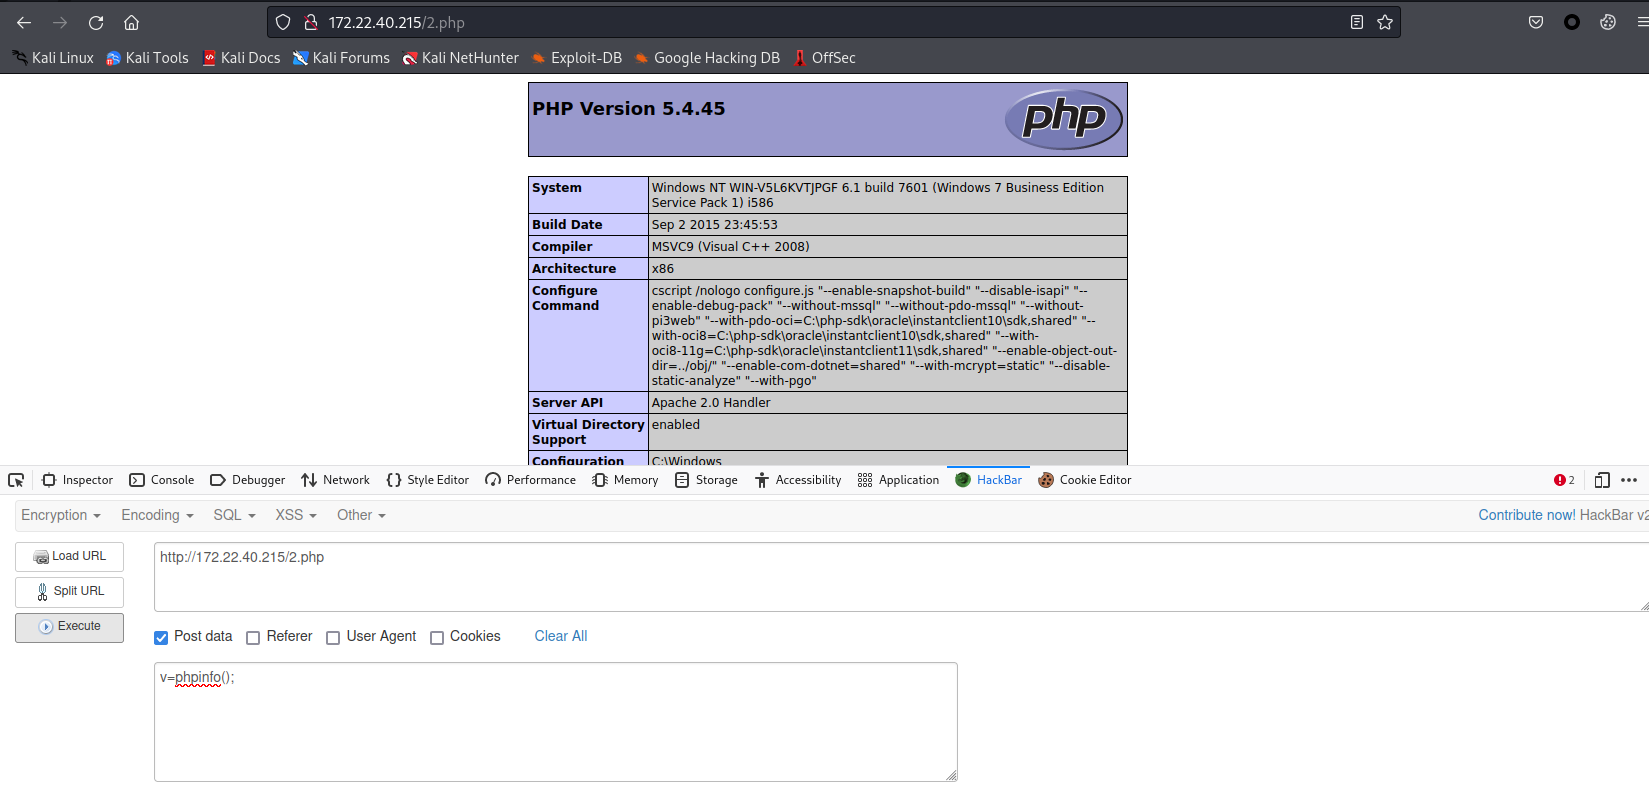 172.22.40.215/2.php
Kali Linux Kali Tools Kali Docs Kali Forums Kali NetHunter Exploit-DB Google Hacking DB OffSec
PHP Version 5.4.45
php
System Windows NT WIN-V5L6KVTJPGF 6.1 build 7601 (Windows 7 Business Edition
Service Pack 1) i586
Build Date Sep 2 2015 23:45:53
Compiler MSVC9 (Visual C++ 2008)
Architecture x86
Configure cscript /nologo configure.js "--enable-snapshot-build" "--disable-isapi" "--
Command enable-debug-pack" "--without-mssql" "--without-pdo-mssql" "--without-
pi3web" "--with-pdo-oci=C:\php-sdk\oracle\instantclient10\sdk,shared" "--
with-oci8=C:\php-sdk\oracle\instantclient10\sdk,shared" "--with-
oci8-11g=C:\php-sdk\oracle\instantclient11\sdk,shared" "--enable-object-out-
dir=../obj/" "--enable-com-dotnet=shared" "--with-mcrypt=static" "--disable-
static-analyze" "--with-pgo"
Server API Apache 2.0 Handler
Virtual Directory enabled
Support
Configuration C:\Windows
Inspector Console Debugger Network Style Editor Performance Memory Storage Accessibility Application HackBar Cookie Editor 2
Encryption Encoding SQL XSS Other Contribute now! HackBar v2
Load URL http://172.22.40.215/2.php
Split URL
Execute
Post data Referer User Agent Cookies Clear All
v=phpinfo();